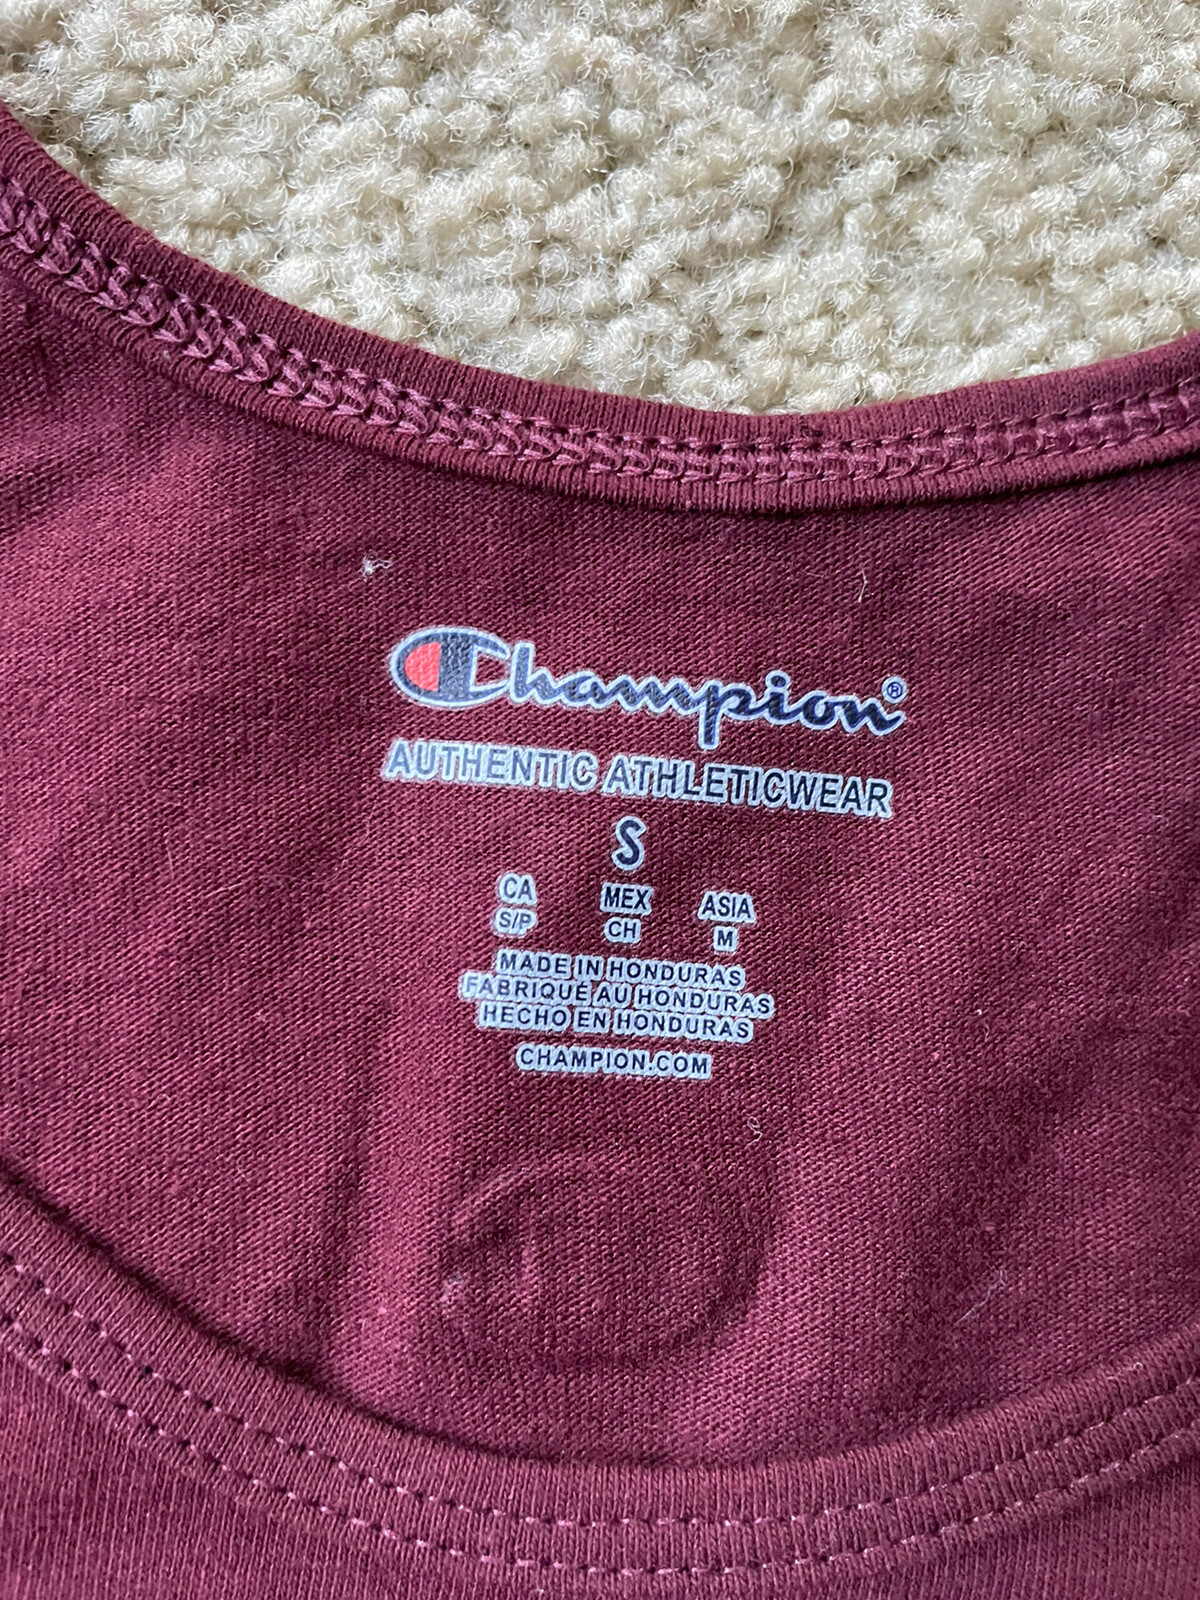 Champion®
AUTHENTIC ATHLETICWEAR
S
CA MEX ASIA
S/P CH M
MADE IN HONDURAS
FABRIQUÉ AU HONDURAS
HECHO EN HONDURAS
CHAMPION.COM